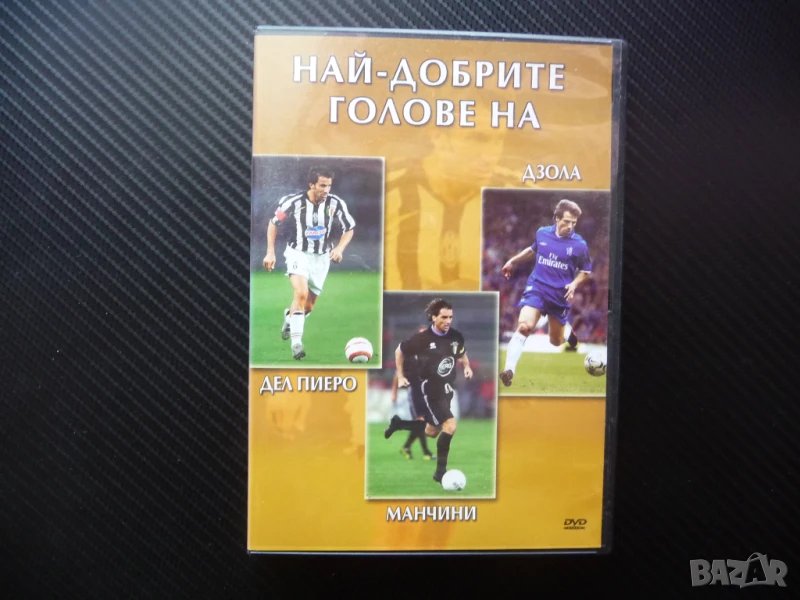 НАЙ-ДОБРИТЕ
ГОЛОВЕ НА
ДЗОЛА
Fly
Emirates
ДЕЛ ПИЕРО
МАНЧИНИ
DVD
BAZAR